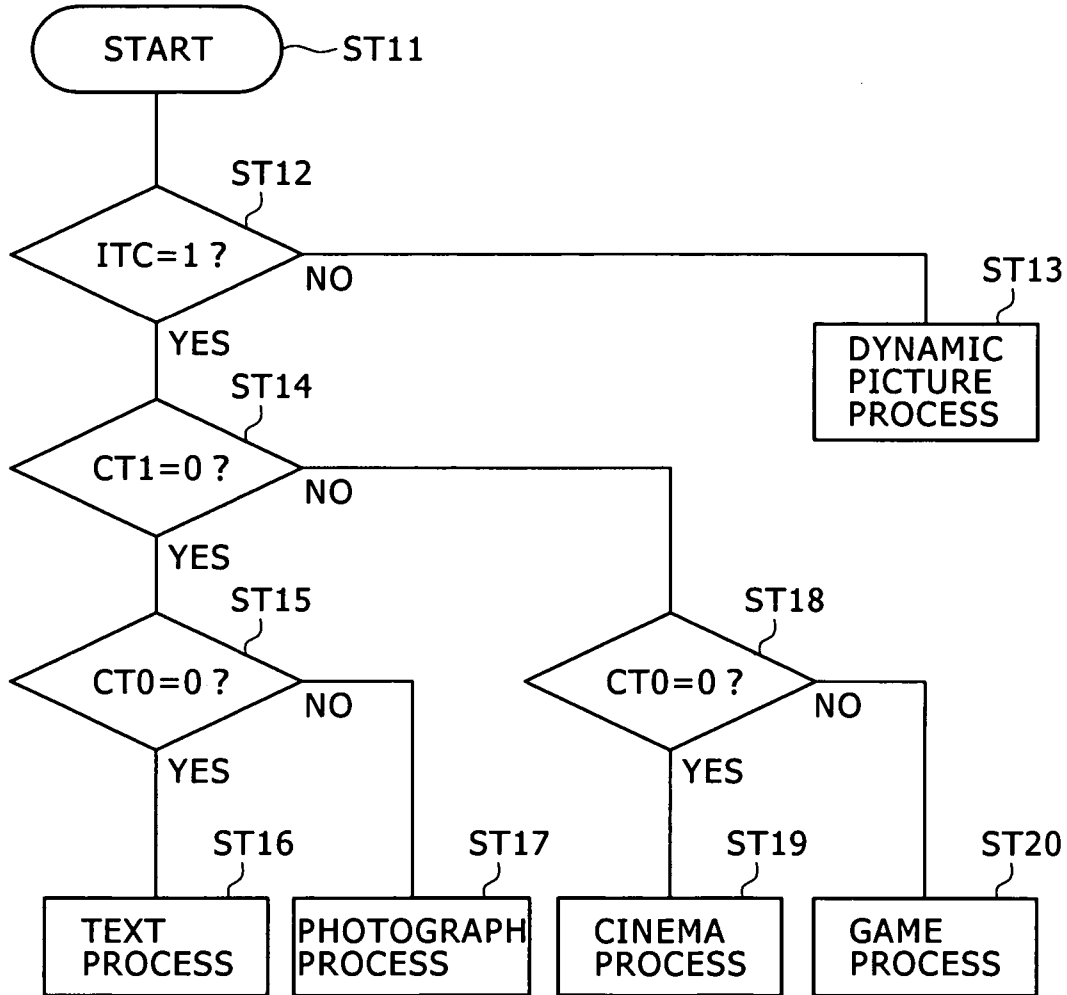 START
ST11
ST12
ITC=1 ?
NO
YES
ST13
DYNAMIC
PICTURE
PROCESS
ST14
CT1=0 ?
NO
YES
ST15
CT0=0 ?
NO
YES
ST18
CT0=0 ?
NO
YES
ST16
TEXT
PROCESS
ST17
PHOTOGRAPH
PROCESS
ST19
CINEMA
PROCESS
ST20
GAME
PROCESS